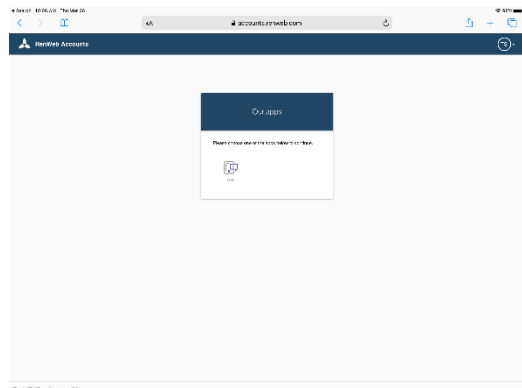 Search 10:06 AM Thu Mar 26
AA accounts.renweb.com
RenWeb Accounts
Our apps
Please choose one of the apps below to continue.